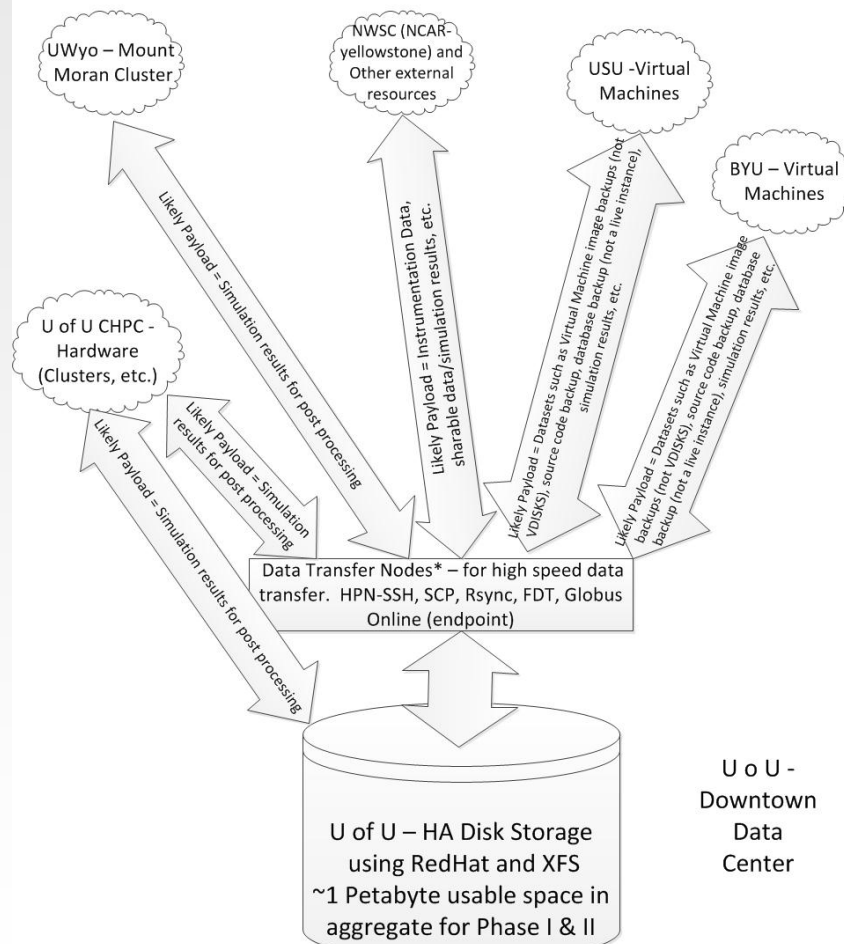 UWyo – Mount
Moran Cluster
NWSC (NCAR-
yellowstone) and
Other external
resources
USU -Virtual
Machines
BYU – Virtual
Machines
U of U CHPC -
Hardware
(Clusters, etc.)
Likely Payload = Simulation results for post processing
Likely Payload = Instrumentation Data,
sharable data/simulation results, etc.
Likely Payload = Datasets such as Virtual Machine image backups (not
VDISKS), source code backup, database backup (not a live instance),
simulation results, etc.
Likely Payload = Datasets such as Virtual Machine image
backups (not VDISKS), source code backup, database
backup (not a live instance), simulation results, etc.
Likely Payload = Simulation
results for post processing
Likely Payload = Simulation results for post processing
Data Transfer Nodes* – for high speed data
transfer.  HPN-SSH, SCP, Rsync, FDT, Globus
Online (endpoint)
U of U – HA Disk Storage
using RedHat and XFS
~1 Petabyte usable space in
aggregate for Phase I & II
U o U -
Downtown
Data
Center